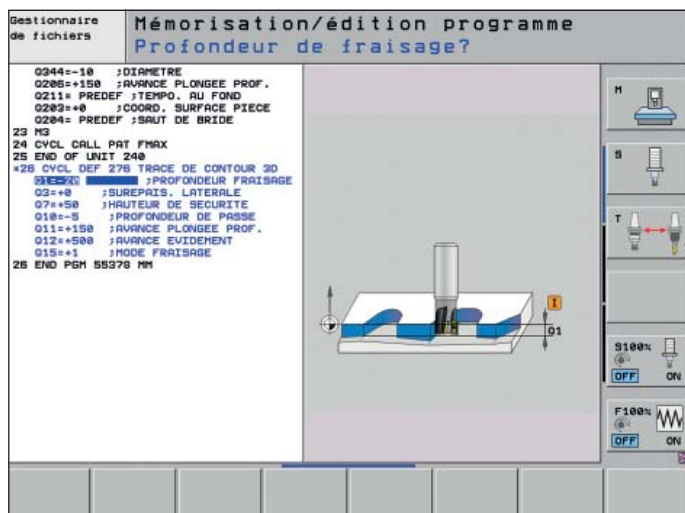 Gestionnaire
de fichiers
Mémorisation/édition programme
Profondeur de fraisage?
Q344=-10 ;DIAMETRE
Q206=+150 ;AVANCE PLONGEE PROF.
Q211= PREDEF ;TEMPO. AU FOND
Q203=+0 ;COORD. SURFACE PIECE
Q204= PREDEF ;SAUT DE BRIDE
23 M3
24 CYCL CALL PAT FMAX
25 END OF UNIT 240
*26 CYCL DEF 276 TRACE DE CONTOUR 3D
Q1=-20 ;PROFONDEUR FRAISAGE
Q3=+0 ;SUREPAIS. LATERALE
Q7=+50 ;HAUTEUR DE SECURITE
Q10=-5 ;PROFONDEUR DE PASSE
Q11=+150 ;AVANCE PLONGEE PROF.
Q12=+500 ;AVANCE EVIDEMENT
Q15=+1 ;MODE FRAISAGE
26 END PGM 55378 MM
I
Q1
M
S
T
S100%
OFF ON
F100%
OFF ON